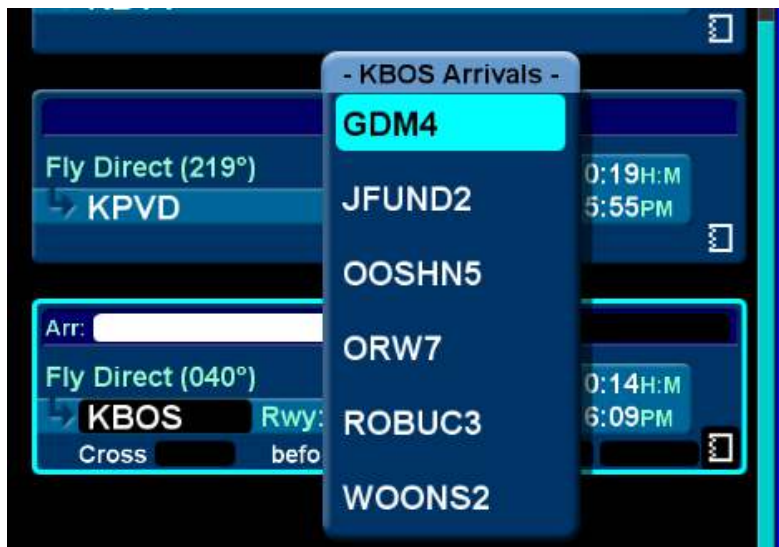 - KBOS Arrivals -
GDM4
Fly Direct (219°)
0:19H:M
KPVD
JFUND2
5:55PM
OOSHN5
Arr:
ORW7
Fly Direct (040°)
0:14H:M
KBOS Rwy:
ROBUC3
6:09PM
Cross
befo
WOONS2